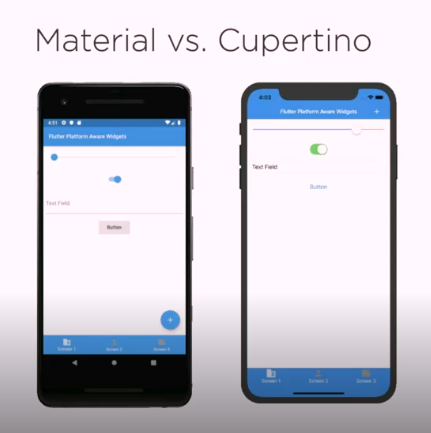 Material vs. Cupertino
4:51
Flutter Platform Aware Widgets
Text Field
Button
+
Screen 1 Screen 2 Screen 3
4:03
Flutter Platform Aware Widgets +
Text Field
Button
Screen 1 Screen 2 Screen 3